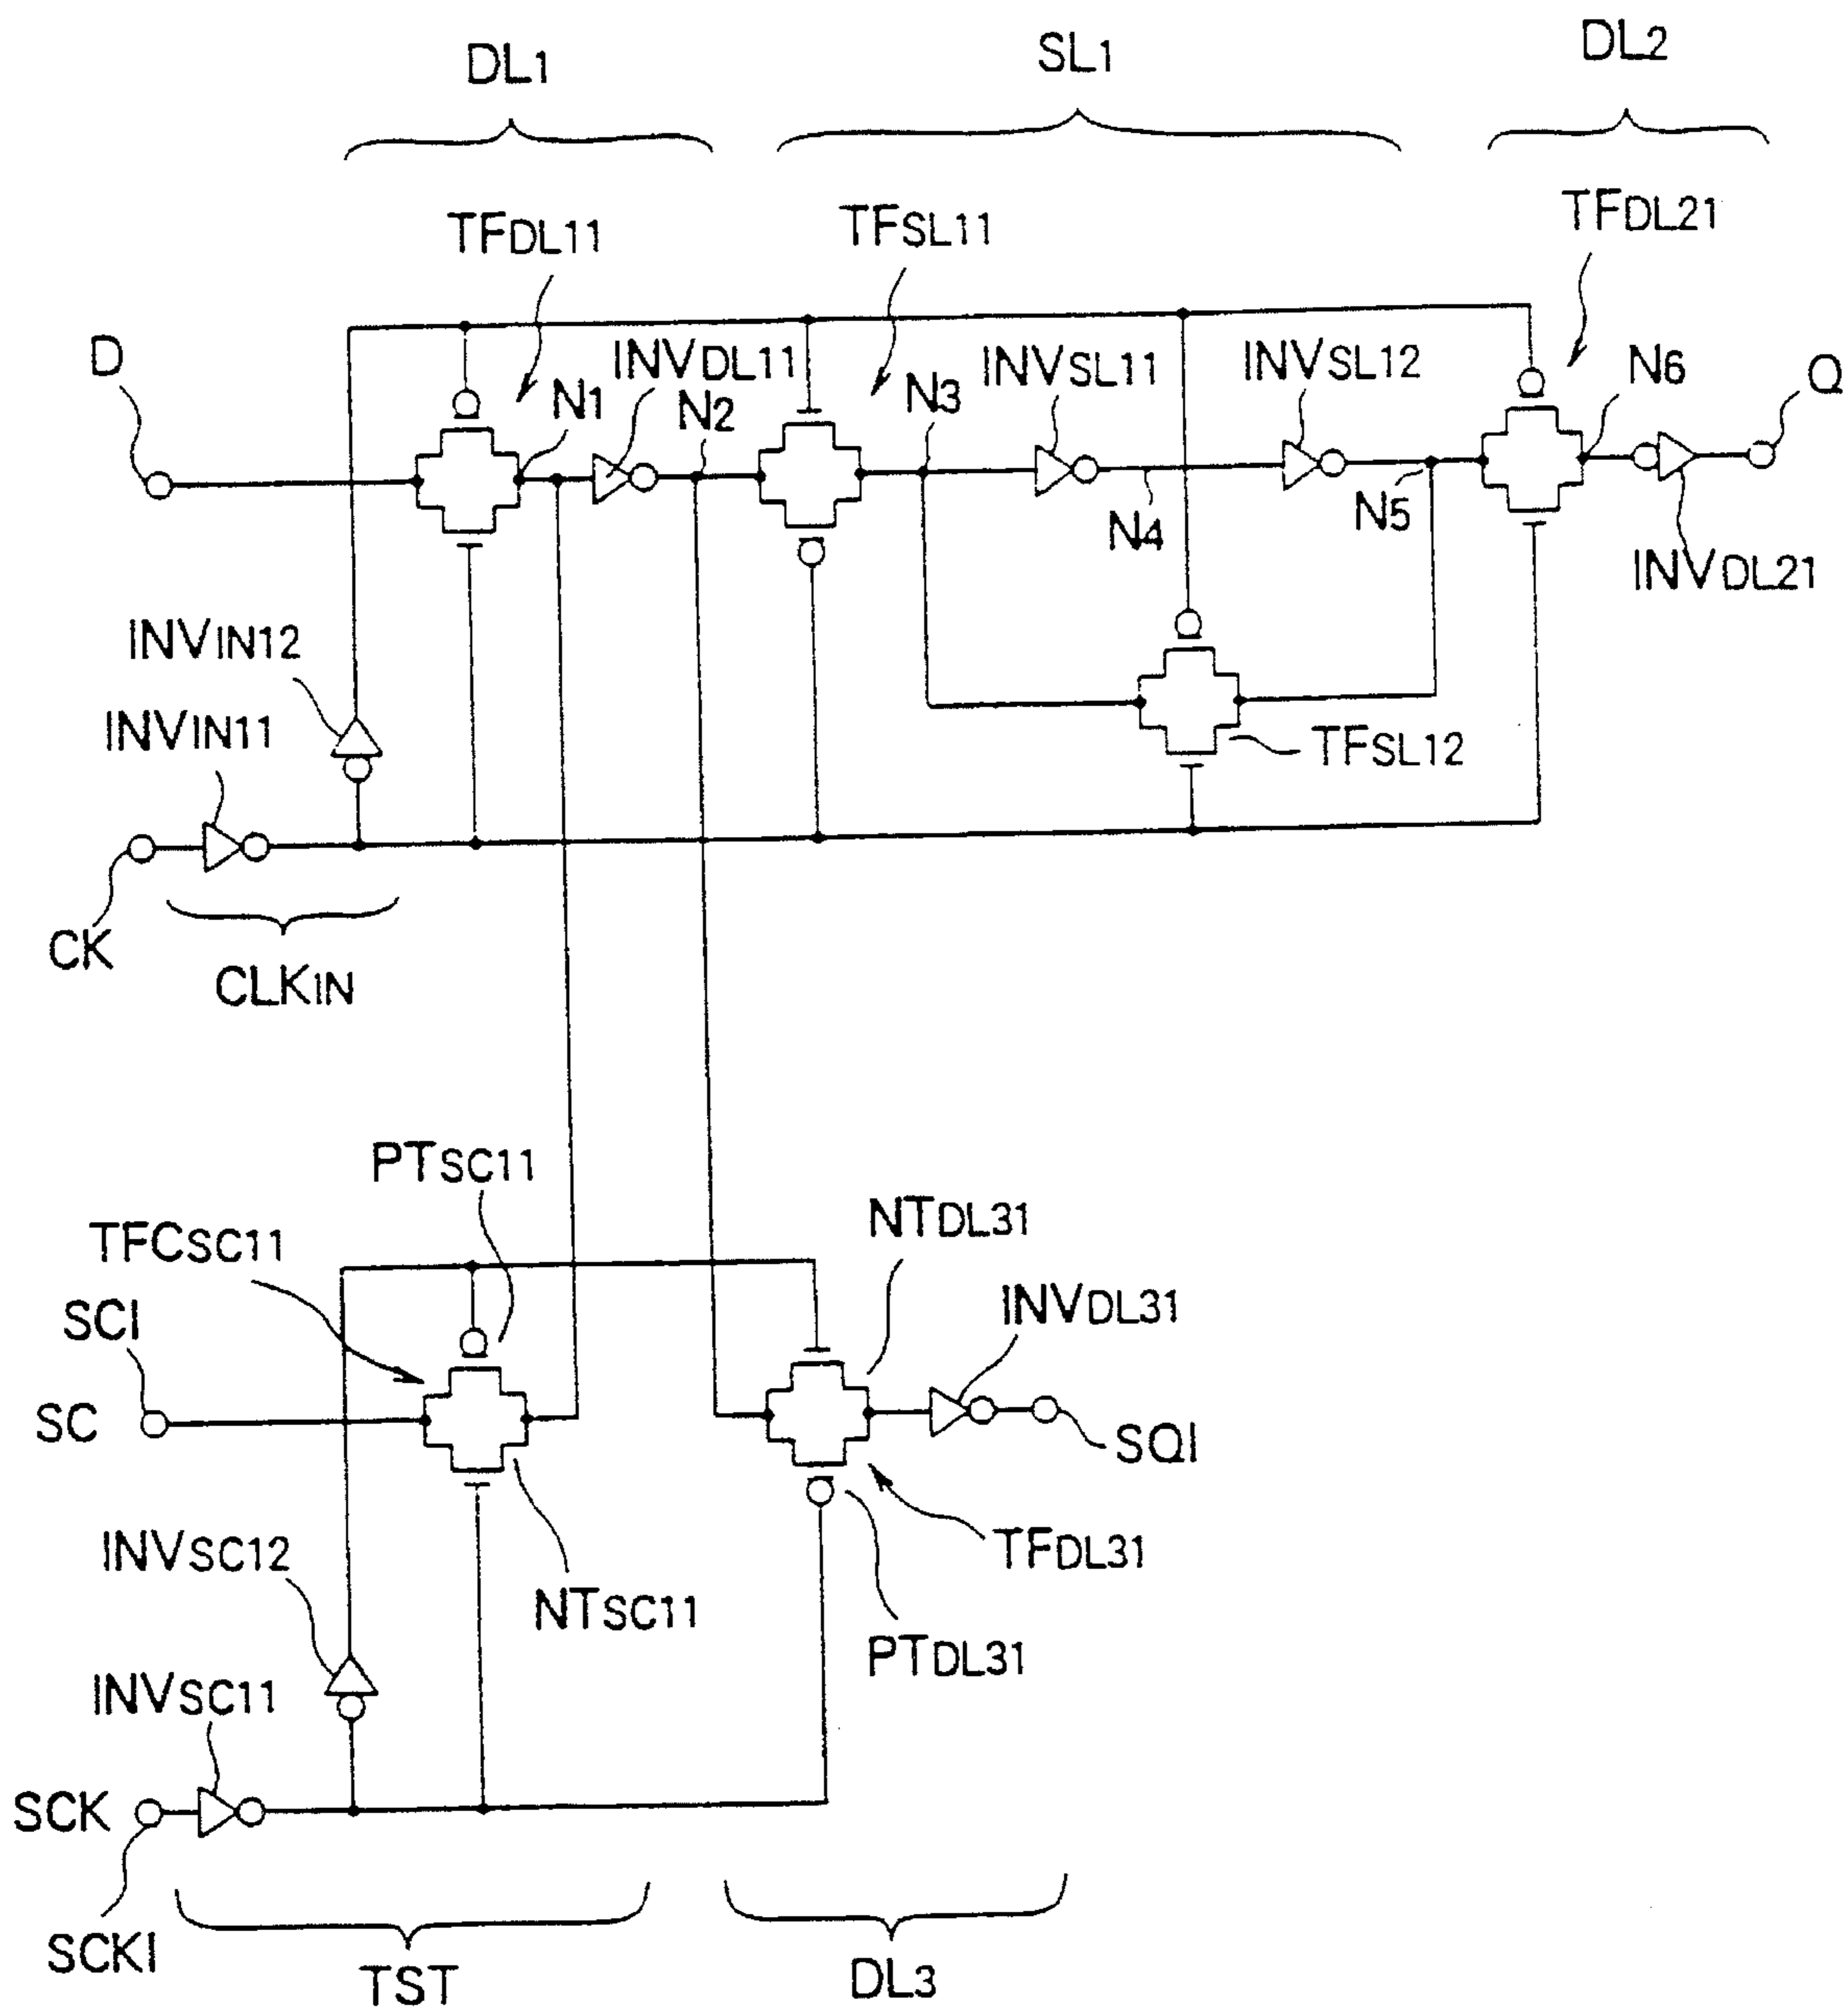 DL1
SL1
DL2
TFDL11
TFSL11
TFDL21
D
INVDL11
N1
N2
N3
INVSL11
INVSL12
N6
Q
N4
N5
INVDL21
INVIN12
INVIN11
TFSL12
CK
CLKIN
PTSC11
NTDL31
TFCSC11
INVDL31
SCI
SC
SQI
INVSC12
NTSC11
TFDL31
PTDL31
INVSC11
SCK
SCKI
TST
DL3